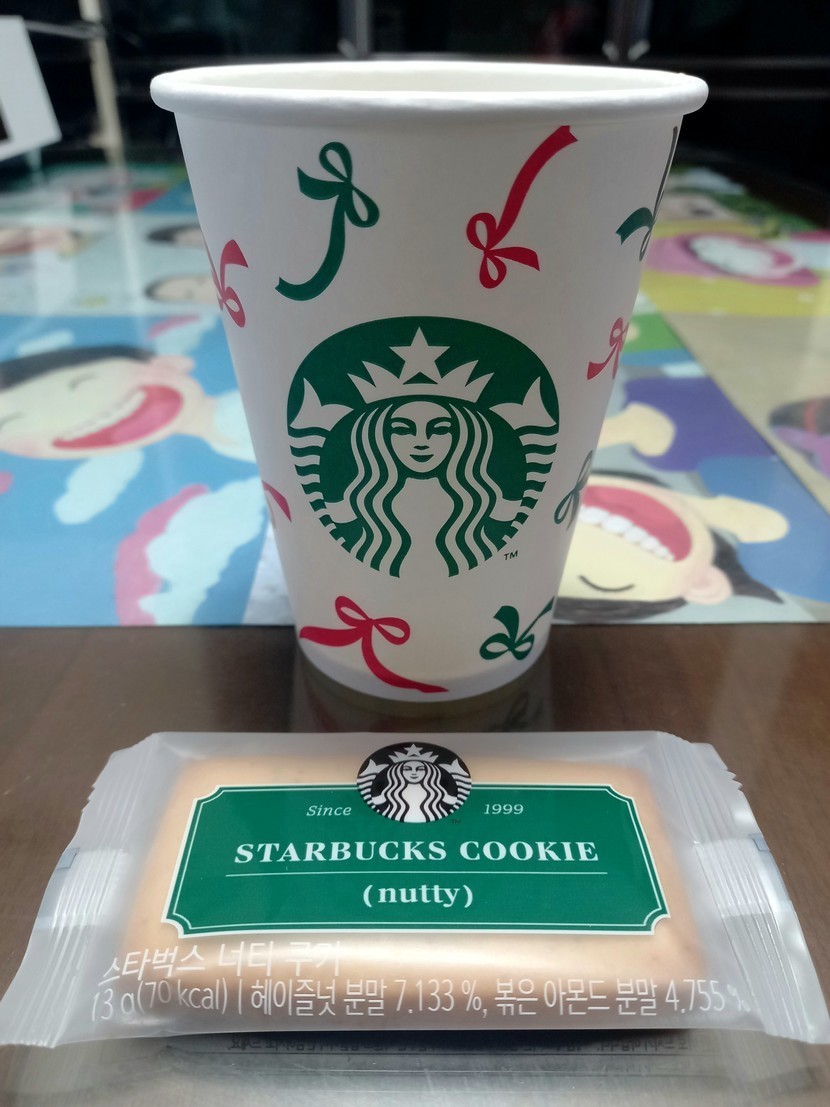 TM
Since 1999
STARBUCKS COOKIE
(nutty)
스타벅스 너티 쿠키
13 g(70 kcal) | 헤이즐넛 분말 7.133 %, 볶은 아몬드 분말 4.755 %